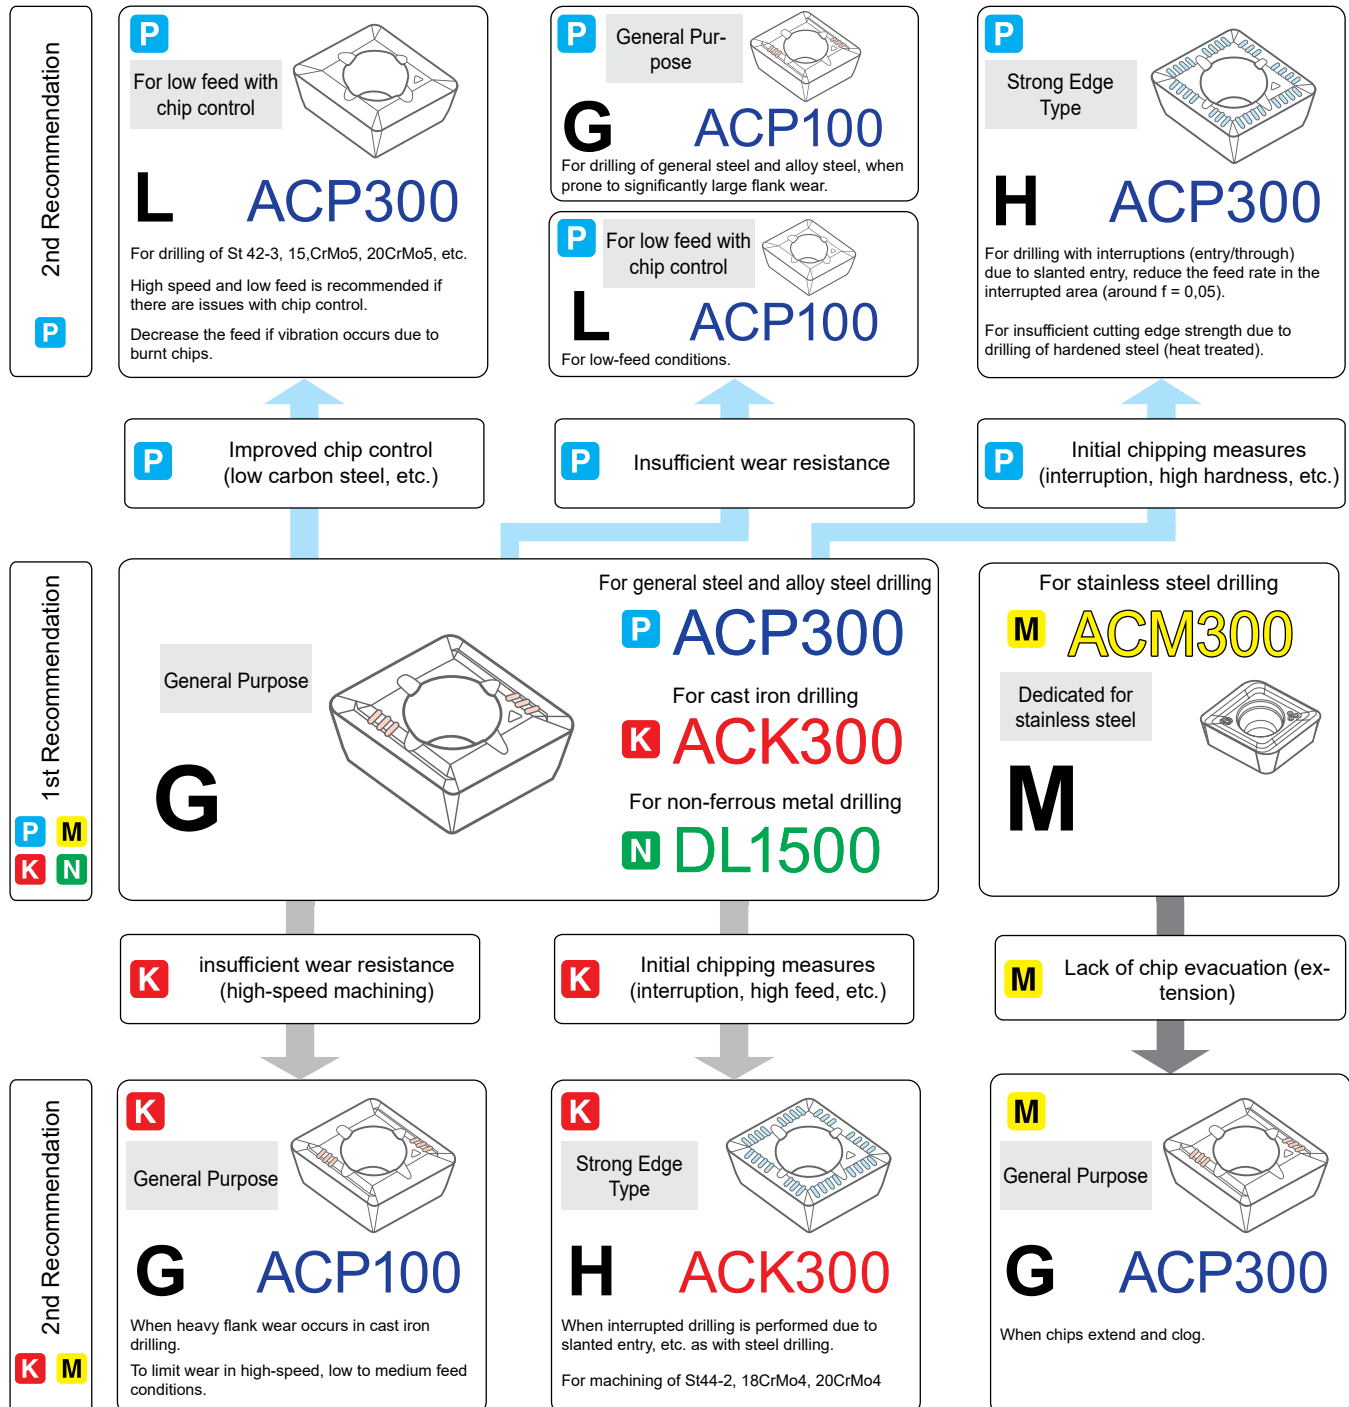 2nd Recommendation
P
P
For low feed with
chip control
L ACP300
For drilling of St 42-3, 15,CrMo5, 20CrMo5, etc.
High speed and low feed is recommended if
there are issues with chip control.
Decrease the feed if vibration occurs due to
burnt chips.
P
General Pur-
pose
G ACP100
For drilling of general steel and alloy steel, when
prone to significantly large flank wear.
P
For low feed with
chip control
L ACP100
For low-feed conditions.
P
Strong Edge
Type
H ACP300
For drilling with interruptions (entry/through)
due to slanted entry, reduce the feed rate in the
interrupted area (around f = 0,05).
For insufficient cutting edge strength due to
drilling of hardened steel (heat treated).
P
Improved chip control
(low carbon steel, etc.)
P
Insufficient wear resistance
P
Initial chipping measures
(interruption, high hardness, etc.)
1st Recommendation
P M
K N
General Purpose
G
For general steel and alloy steel drilling
P ACP300
For cast iron drilling
K ACK300
For non-ferrous metal drilling
N DL1500
For stainless steel drilling
M ACM300
Dedicated for
stainless steel
M
K
insufficient wear resistance
(high-speed machining)
K
Initial chipping measures
(interruption, high feed, etc.)
M
Lack of chip evacuation (ex-
tension)
2nd Recommendation
K M
K
General Purpose
G ACP100
When heavy flank wear occurs in cast iron
drilling.
To limit wear in high-speed, low to medium feed
conditions.
K
Strong Edge
Type
H ACK300
When interrupted drilling is performed due to
slanted entry, etc. as with steel drilling.
For machining of St44-2, 18CrMo4, 20CrMo4
M
General Purpose
G ACP300
When chips extend and clog.